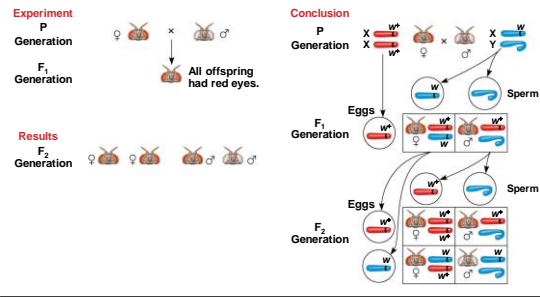 Experiment
P
Generation
♀ × ♂
F1
Generation
All offspring
had red eyes.
Results
F2
Generation
♀ ♀ ♂ ♂
Conclusion
P
Generation
X w+
X w+
♀ × ♂
X w
Y
w
Sperm
Eggs
F1
Generation
w+
w+
♀ w
w+
♂
w+
Sperm
Eggs
F2
Generation
w+
w+
♀ w+
w+
♂
w
w
♀ w+
w
♂